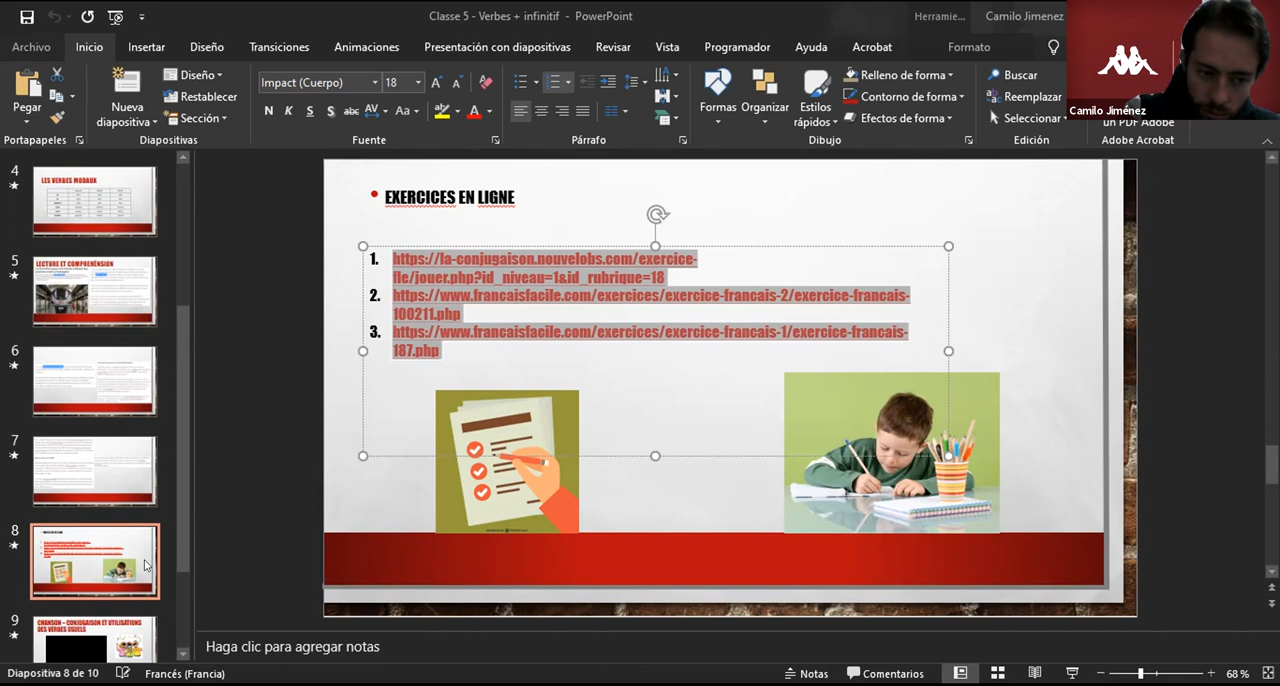 Classe 5 - Verbes + infinitif - PowerPoint
Herramie...
Camilo Jimenez
Archivo
Inicio
Insertar
Diseño
Transiciones
Animaciones
Presentación con diapositivas
Revisar
Vista
Programador
Ayuda
Acrobat
Formato
Pegar
Nueva
diapositiva
Diseño
Restablecer
Sección
Impact (Cuerpo)
18
N K S S abc AV Aa
Formas
Organizar
Estilos
rápidos
Relleno de forma
Contorno de forma
Efectos de forma
Buscar
Reemplazar
Seleccionar
Camilo Jiménez
un PDF Adobe
Portapapeles
Diapositivas
Fuente
Párrafo
Dibujo
Edición
Adobe Acrobat
4
LES VERBES MODAUX
5
LECTURE ET COMPREHÉNSION
6
7
8
9
CHANSON - CONJUGAISON ET UTILISATIONS
DES VERBES USUELS
• EXERCICES EN LIGNE
1. https://la-conjugaison.nouvelobs.com/exercice-
fle/jouer.php?id_niveau=1&id_rubrique=18
2. https://www.francaisfacile.com/exercices/exercice-francais-2/exercice-francais-
100211.php
3. https://www.francaisfacile.com/exercices/exercice-francais-1/exercice-francais-
187.php
Haga clic para agregar notas
Diapositiva 8 de 10
Francés (Francia)
Notas
Comentarios
68 %